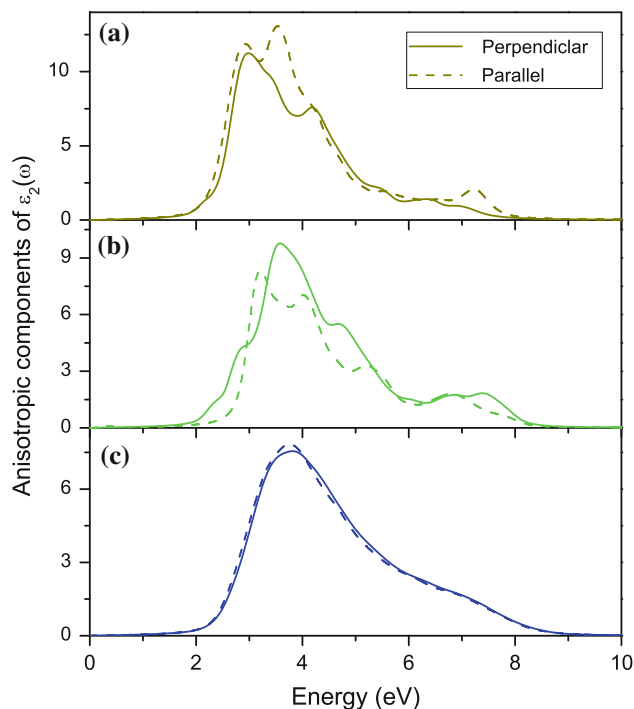 (a)
Perpendiclar
Parallel
10
5
0
(b)
9
6
3
0
(c)
6
3
0
0
2
4
6
8
10
Anisotropic components of ε₂(ω)
Energy (eV)